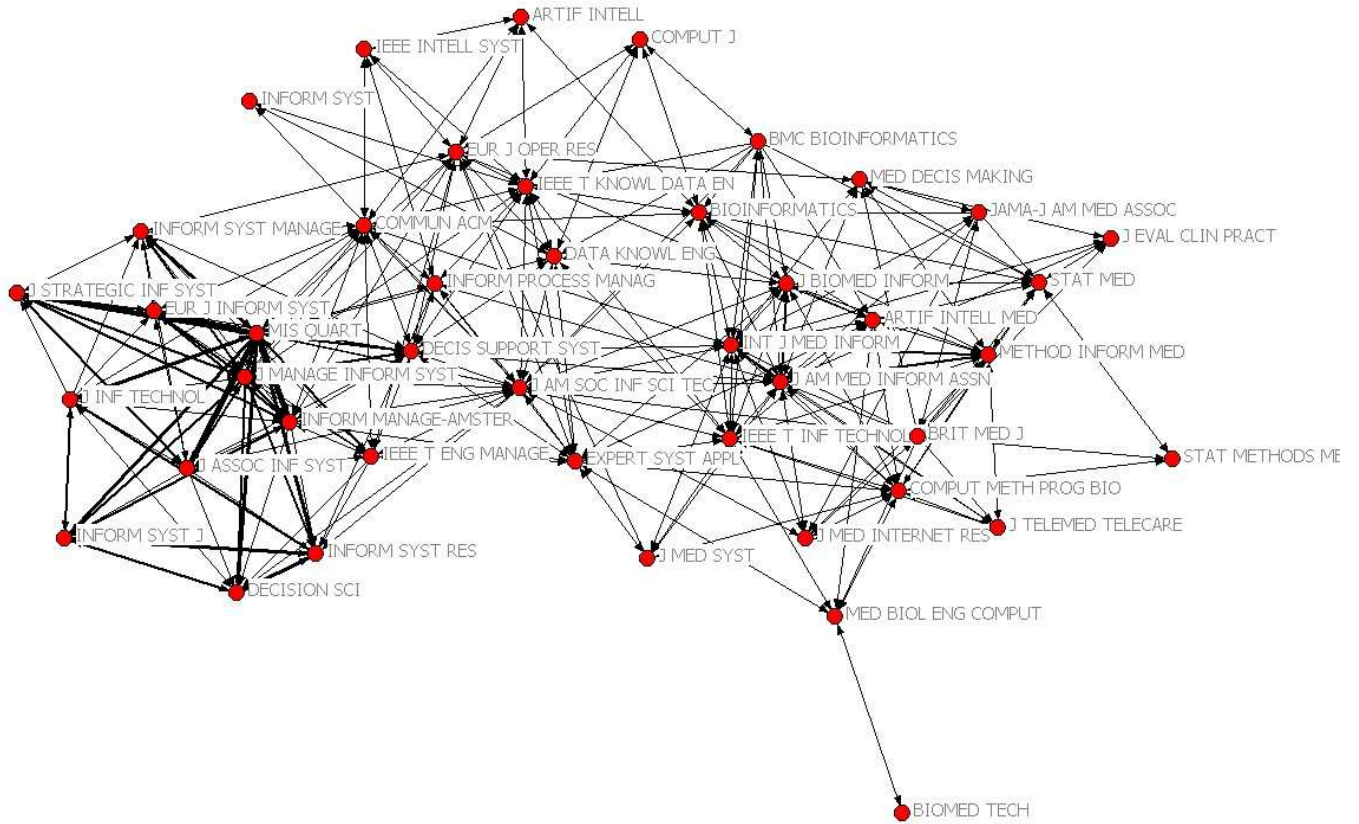 ARTIF INTELL
COMPUT J
IEEE INTELL SYST
INFORM SYST
BMC BIOINFORMATICS
EUR J OPER RES
MED DECIS MAKING
IEEE T KNOWL DATA EN
BIOINFORMATICS
JAMA-J AM MED ASSOC
COMMUN ACM
INFORM SYST MANAGE
J EVAL CLIN PRACT
DATA KNOWL ENG
INFORM PROCESS MANAG
J BIOMED INFORM
STAT MED
J STRATEGIC INF SYST
EUR J INFORM SYST
ARTIF INTELL MED
MIS QUART
INT J MED INFORM
DECIS SUPPORT SYST
METHOD INFORM MED
J MANAGE INFORM SYST
J AM MED INFORM ASSN
J AM SOC INF SCI TEC
J INF TECHNOL
INFORM MANAGE-AMSTER
IEEE T INF TECHNOL
BRIT MED J
IEEE T ENG MANAGE
EXPERT SYST APPL
STAT METHODS ME
J ASSOC INF SYST
COMPUT METH PROG BIO
J TELEMED TELECARE
INFORM SYST J
J MED INTERNET RES
INFORM SYST RES
J MED SYST
DECISION SCI
MED BIOL ENG COMPUT
BIOMED TECH